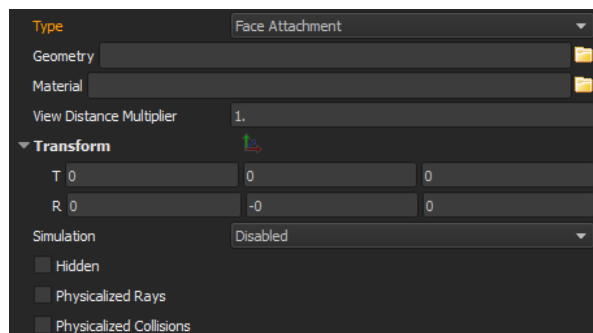 Type Face Attachment
Geometry
Material
View Distance Multiplier 1.
Transform
T 0 0 0
R 0 -0 0
Simulation Disabled
Hidden
Physicalized Rays
Physicalized Collisions